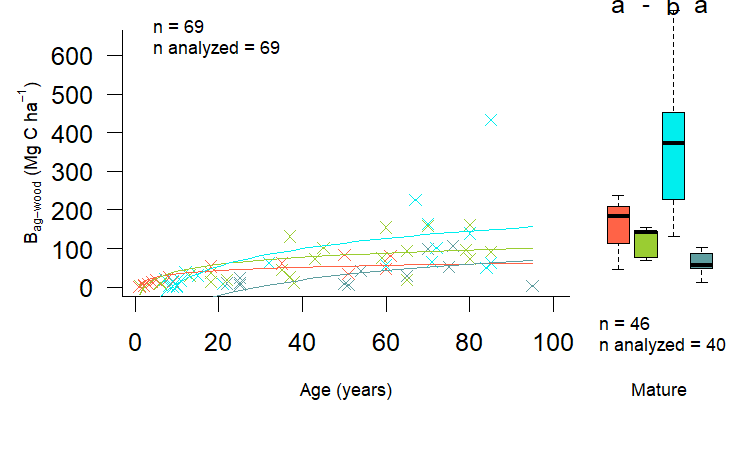 a - b a
n = 69
n analyzed = 69
600
500
400
300
200
100
0
B ag−wood (Mg C ha−1)
0 20 40 60 80 100
Age (years)
n = 46
n analyzed = 40
Mature